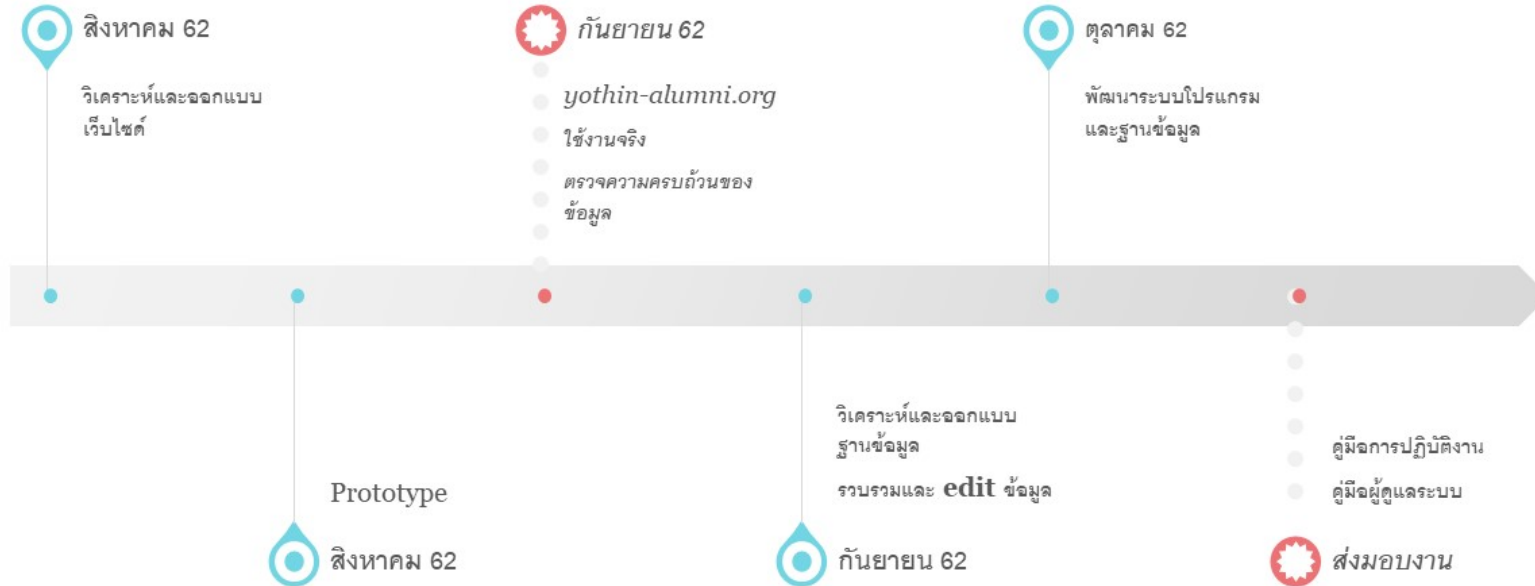 สิงหาคม 62
วิเคราะห์และออกแบบ
เว็บไซต์
กันยายน 62
yothin-alumni.org
ใช้งานจริง
ตรวจความครบถ้วนของ
ข้อมูล
ตุลาคม 62
พัฒนาระบบโปรแกรม
และฐานข้อมูล
Prototype
สิงหาคม 62
วิเคราะห์และออกแบบ
ฐานข้อมูล
รวบรวมและ edit ข้อมูล
กันยายน 62
คู่มือการปฏิบัติงาน
คู่มือผู้ดูแลระบบ
ส่งมอบงาน